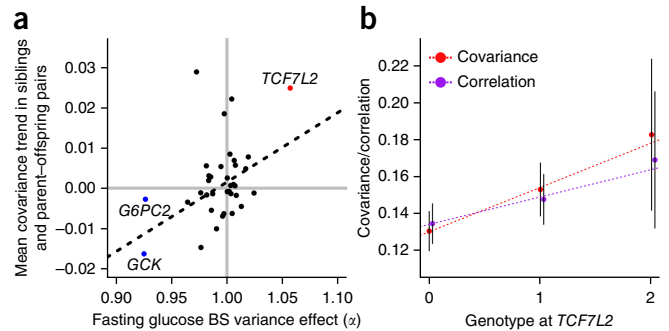 a
Mean covariance trend in siblings
and parent–offspring pairs
0.03
0.02
0.01
0.00
−0.01
−0.02
TCF7L2
G6PC2
GCK
0.90
0.95
1.00
1.05
1.10
Fasting glucose BS variance effect (α)
b
Covariance/correlation
0.22
0.20
0.18
0.16
0.14
0.12
Covariance
Correlation
0
1
2
Genotype at TCF7L2